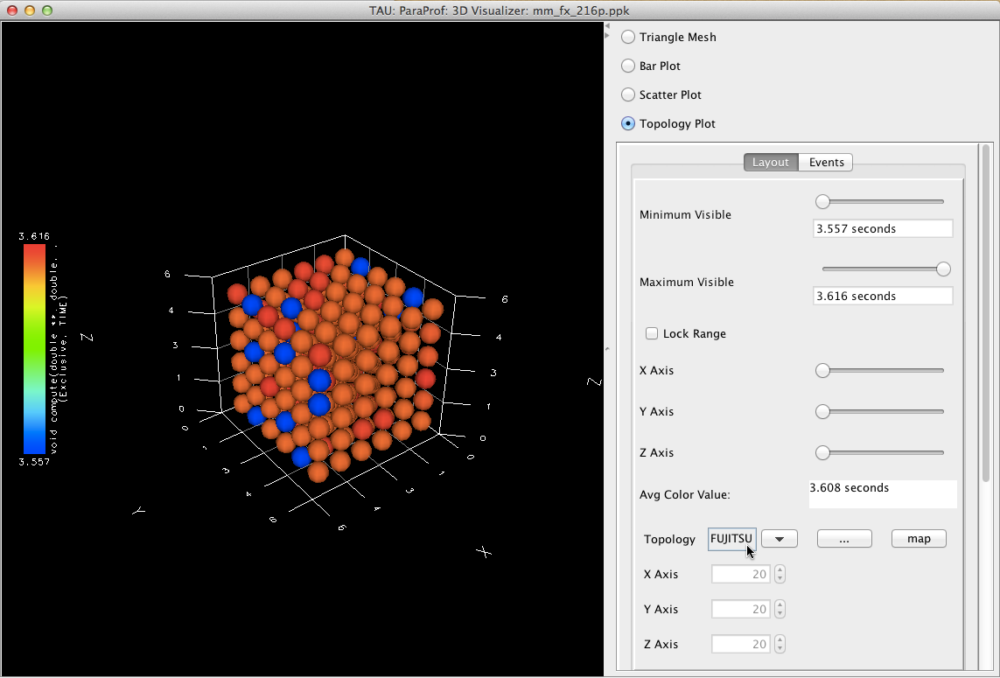 TAU: ParaProf: 3D Visualizer: mm_fx_216p.ppk
Triangle Mesh
Bar Plot
Scatter Plot
Topology Plot
Layout
Events
Minimum Visible
3.557 seconds
Maximum Visible
3.616 seconds
Lock Range
X Axis
Y Axis
Z Axis
Avg Color Value:
3.608 seconds
Topology
FUJITSU
...
map
X Axis
20
Y Axis
20
Z Axis
20
3.616
void compute(double **, double, .
(Exclusive, TIME)
3.557
Z
6
4
3
1
0
0
1
3
4
6
Y
6
4
3
1
0
Z
0
1
3
4
6
X